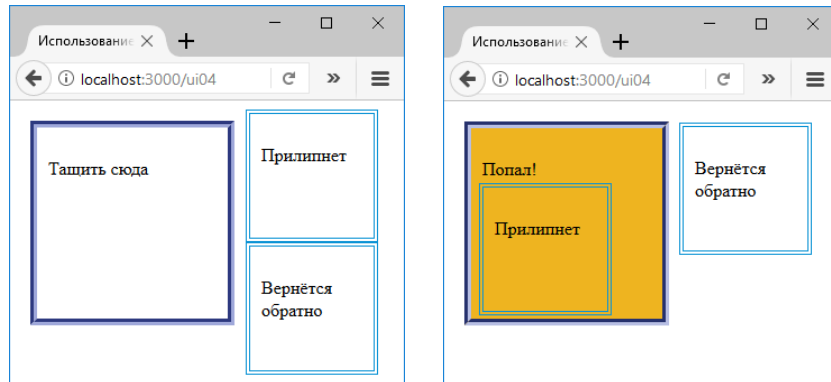 Использование
localhost:3000/ui04
Тащить сюда
Прилипнет
Вернётся
обратно
Использование
localhost:3000/ui04
Попал!
Прилипнет
Вернётся
обратно